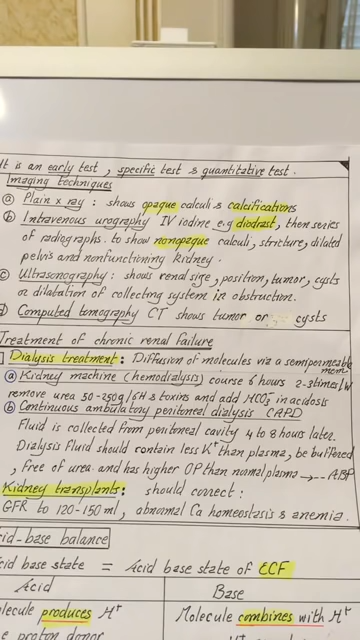 It is an early test, specific test & quantitative test.
Imaging techniques
a Plain x ray : shows opaque calculi & calcifications
b Intravenous urography IV iodine e.g diodrast, then series
of radiographs. to show nonopaque calculi, stricture, dilated
pelvis and nonfunctioning kidney.
c Ultrasonography : shows renal size, position, tumor, cysts
or dilatation of collecting system in obstruction.
d Computed tomography CT shows tumor or cysts
Treatment of chronic renal failure
Dialysis treatment: Diffusion of molecules via a semipermeable
mem
a Kidney machine (hemodialysis) course 6 hours 2-3times/W
remove urea 50-250g/6H & toxins and add HCO3 in acidosis
b Continuous ambulatory peritoneal dialysis CAPD
Fluid is collected from peritoneal cavity 4 to 8 hours later.
Dialysis fluid should contain less K+ than plasma, be buffered
, free of urea and has higher OP than normal plasma
Kidney transplants: should correct:
GFR to 120-150 ml, abnormal Ca homeostasis & anemia.
cid-base balance
cid base state = Acid base state of ECF
Acid Base
lecule produces H+ Molecule combines with H+
e proton donor